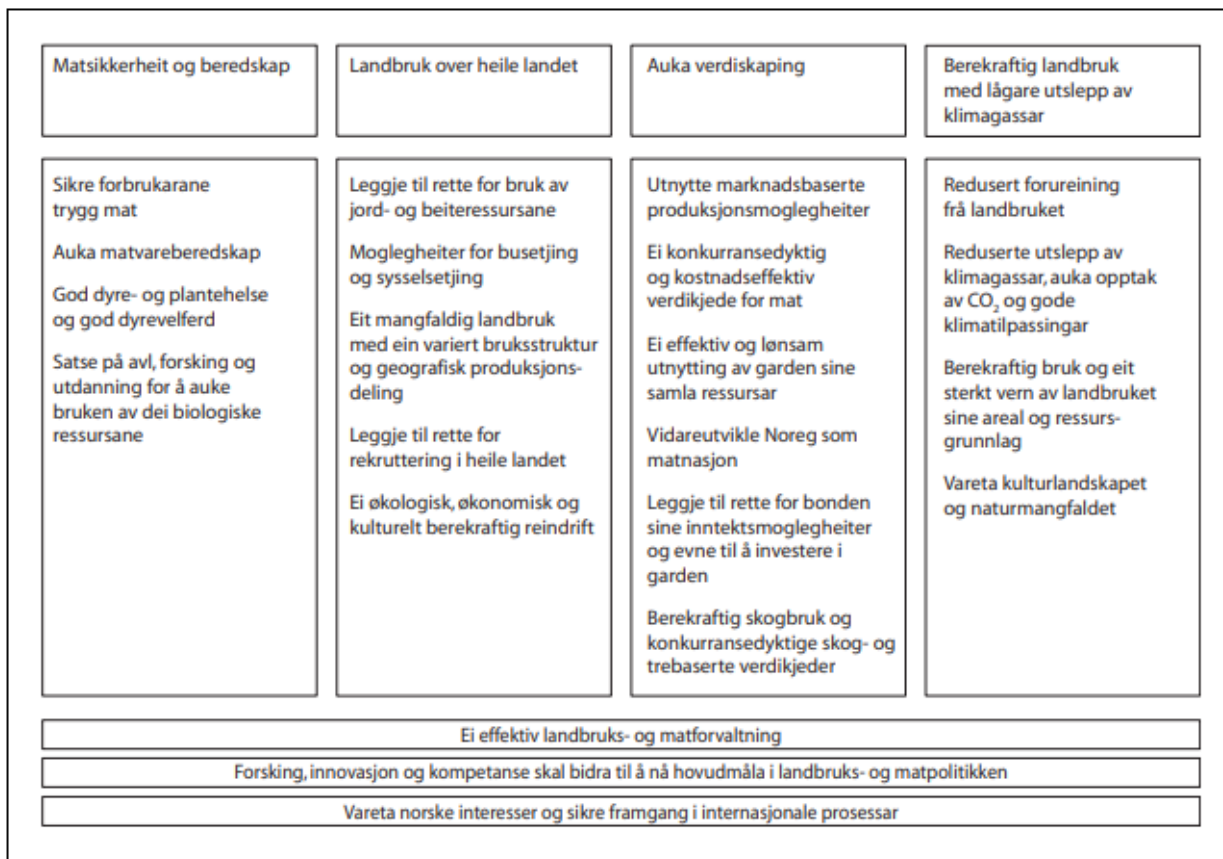 Matsikkerheit og beredskap
Landbruk over heile landet
Auka verdiskaping
Berekraftig landbruk
med lågare utslepp av
klimagassar
Sikre forbrukarane
trygg mat
Auka matvareberedskap
God dyre- og plantehelse
og god dyrevelferd
Satse på avl, forsking og
utdanning for å auke
bruken av dei biologiske
ressursane
Leggje til rette for bruk av
jord- og beiteressursane
Moglegheiter for busetjing
og sysselsetjing
Eit mangfaldig landbruk
med ein variert bruksstruktur
og geografisk produksjons-
deling
Leggje til rette for
rekruttering i heile landet
Ei økologisk, økonomisk og
kulturelt berekraftig reindrift
Utnytte marknadsbaserte
produksjonsmoglegheiter
Ei konkurransedyktig
og kostnadseffektiv
verdikjede for mat
Ei effektiv og lønsam
utnytting av garden sine
samla ressursar
Vidareutvikle Noreg som
matnasjon
Leggje til rette for bonden
sine inntektsmoglegheiter
og evne til å investere i
garden
Berekraftig skogbruk og
konkurransedyktige skog- og
trebaserte verdikjeder
Redusert forureining
frå landbruket
Reduserte utslepp av
klimagassar, auka opptak
av CO₂ og gode
klimatilpassingar
Berekraftig bruk og eit
sterkt vern av landbruket
sine areal og ressurs-
grunnlag
Vareta kulturlandskapet
og naturmangfaldet
Ei effektiv landbruks- og matforvaltning
Forsking, innovasjon og kompetanse skal bidra til å nå hovudmåla i landbruks- og matpolitikken
Vareta norske interesser og sikre framgang i internasjonale prosessar